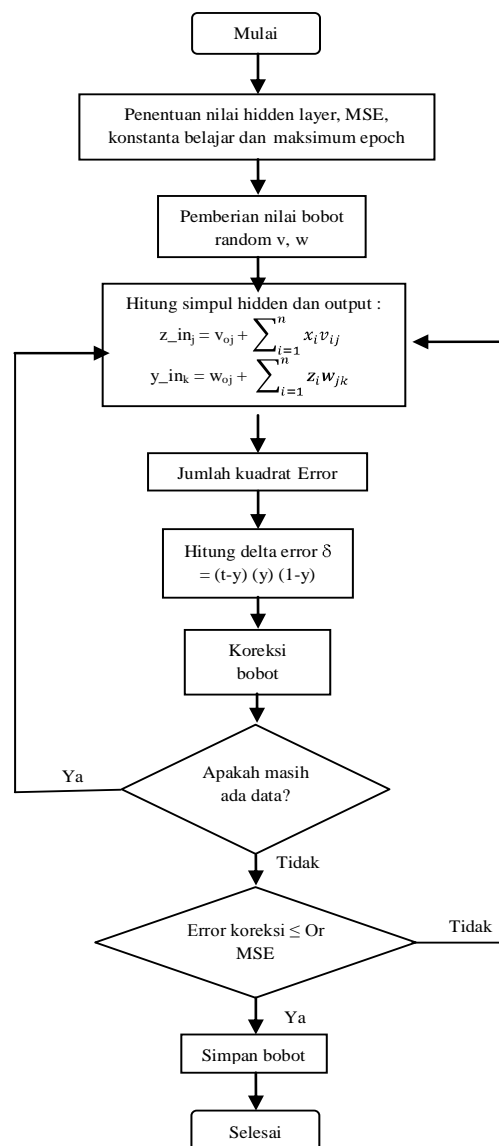 Mulai
Penentuan nilai hidden layer, MSE,
konstanta belajar dan maksimum epoch
Pemberian nilai bobot
random v, w
Hitung simpul hidden dan output :
z_inⱼ = vₒⱼ + ∑ᵢ₌₁ⁿ xᵢvᵢⱼ
y_inₖ = wₒⱼ + ∑ᵢ₌₁ⁿ zᵢwⱼₖ
Jumlah kuadrat Error
Hitung delta error δ
= (t-y) (y) (1-y)
Koreksi
bobot
Ya
Apakah masih
ada data?
Tidak
Error koreksi ≤ Or
MSE
Tidak
Ya
Simpan bobot
Selesai